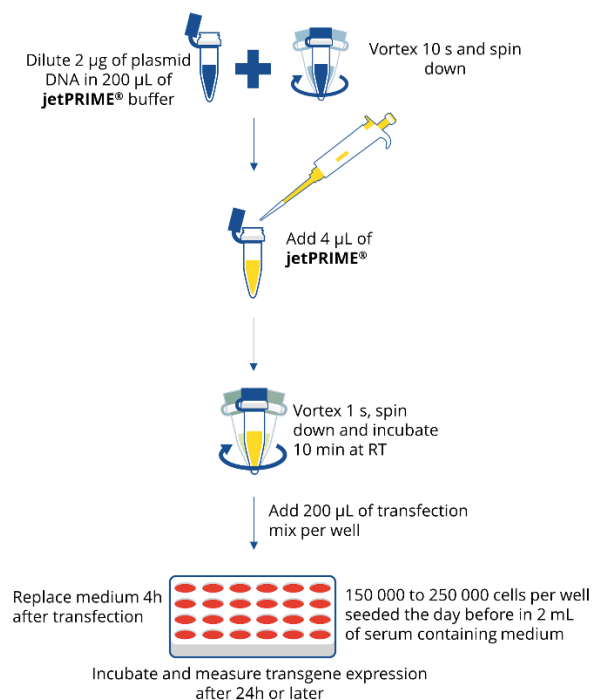 Dilute 2 µg of plasmid
DNA in 200 µL of
jetPRIME® buffer
Vortex 10 s and spin
down
Add 4 µL of
jetPRIME®
Vortex 1 s, spin
down and incubate
10 min at RT
Add 200 µL of transfection
mix per well
Replace medium 4h
after transfection
150 000 to 250 000 cells per well
seeded the day before in 2 mL
of serum containing medium
Incubate and measure transgene expression
after 24h or later